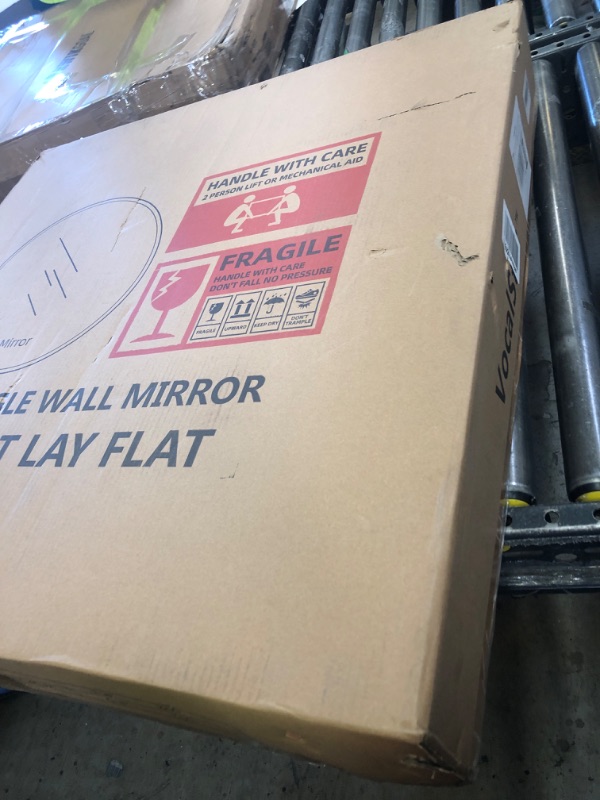 HANDLE WITH CARE
2 PERSON LIFT OR MECHANICAL AID
FRAGILE
HANDLE WITH CARE
DON'T FALL NO PRESSURE
FRAGILE
UPWARD
KEEP DRY
DON'T TRAMPLE
Mirror
WALL MIRROR
T LAY FLAT
Vocals